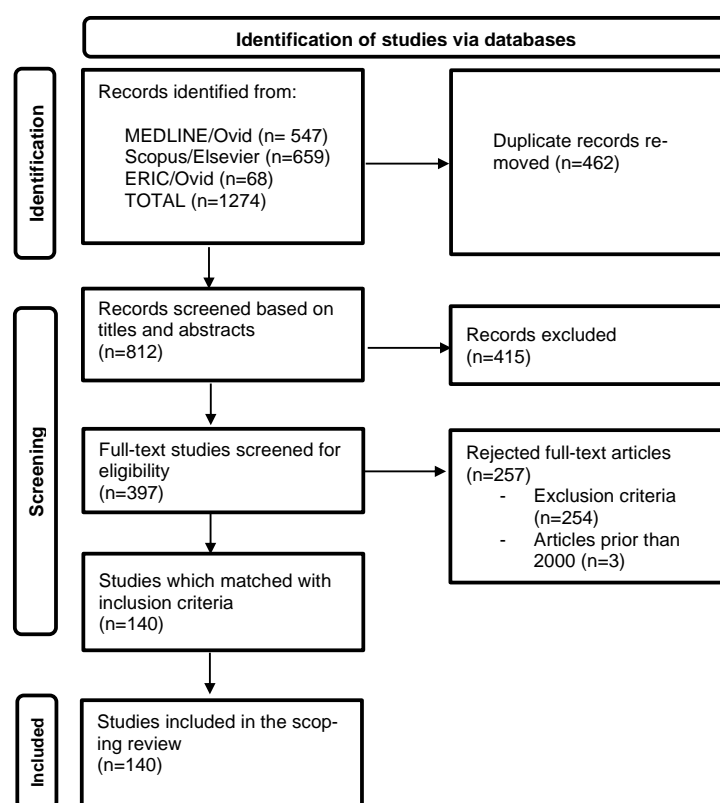 Identification of studies via databases
Identification
Records identified from:
MEDLINE/Ovid (n= 547)
Scopus/Elsevier (n=659)
ERIC/Ovid (n=68)
TOTAL (n=1274)
Duplicate records re-
moved (n=462)
Screening
Records screened based on
titles and abstracts
(n=812)
Records excluded
(n=415)
Full-text studies screened for
eligibility
(n=397)
Rejected full-text articles
(n=257)
- Exclusion criteria
(n=254)
- Articles prior than
2000 (n=3)
Studies which matched with
inclusion criteria
(n=140)
Included
Studies included in the scop-
ing review
(n=140)